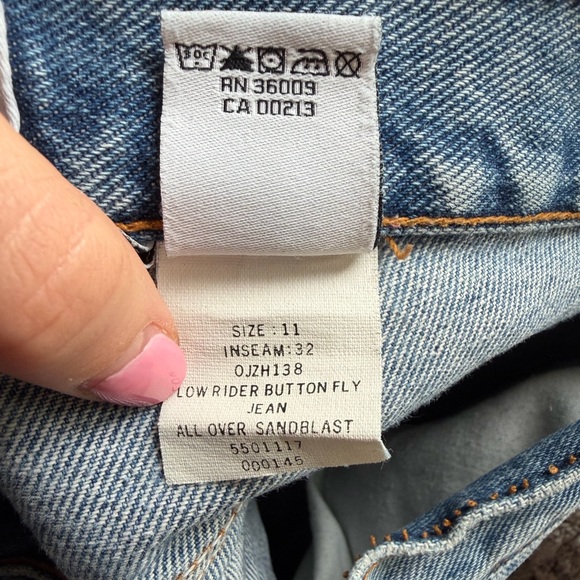 RN 36009
CA 00213
SIZE : 11
INSEAM: 32
OJZH138
LOW RIDER BUTTON FLY
JEAN
ALL OVER SANDBLAST
5501117
000145